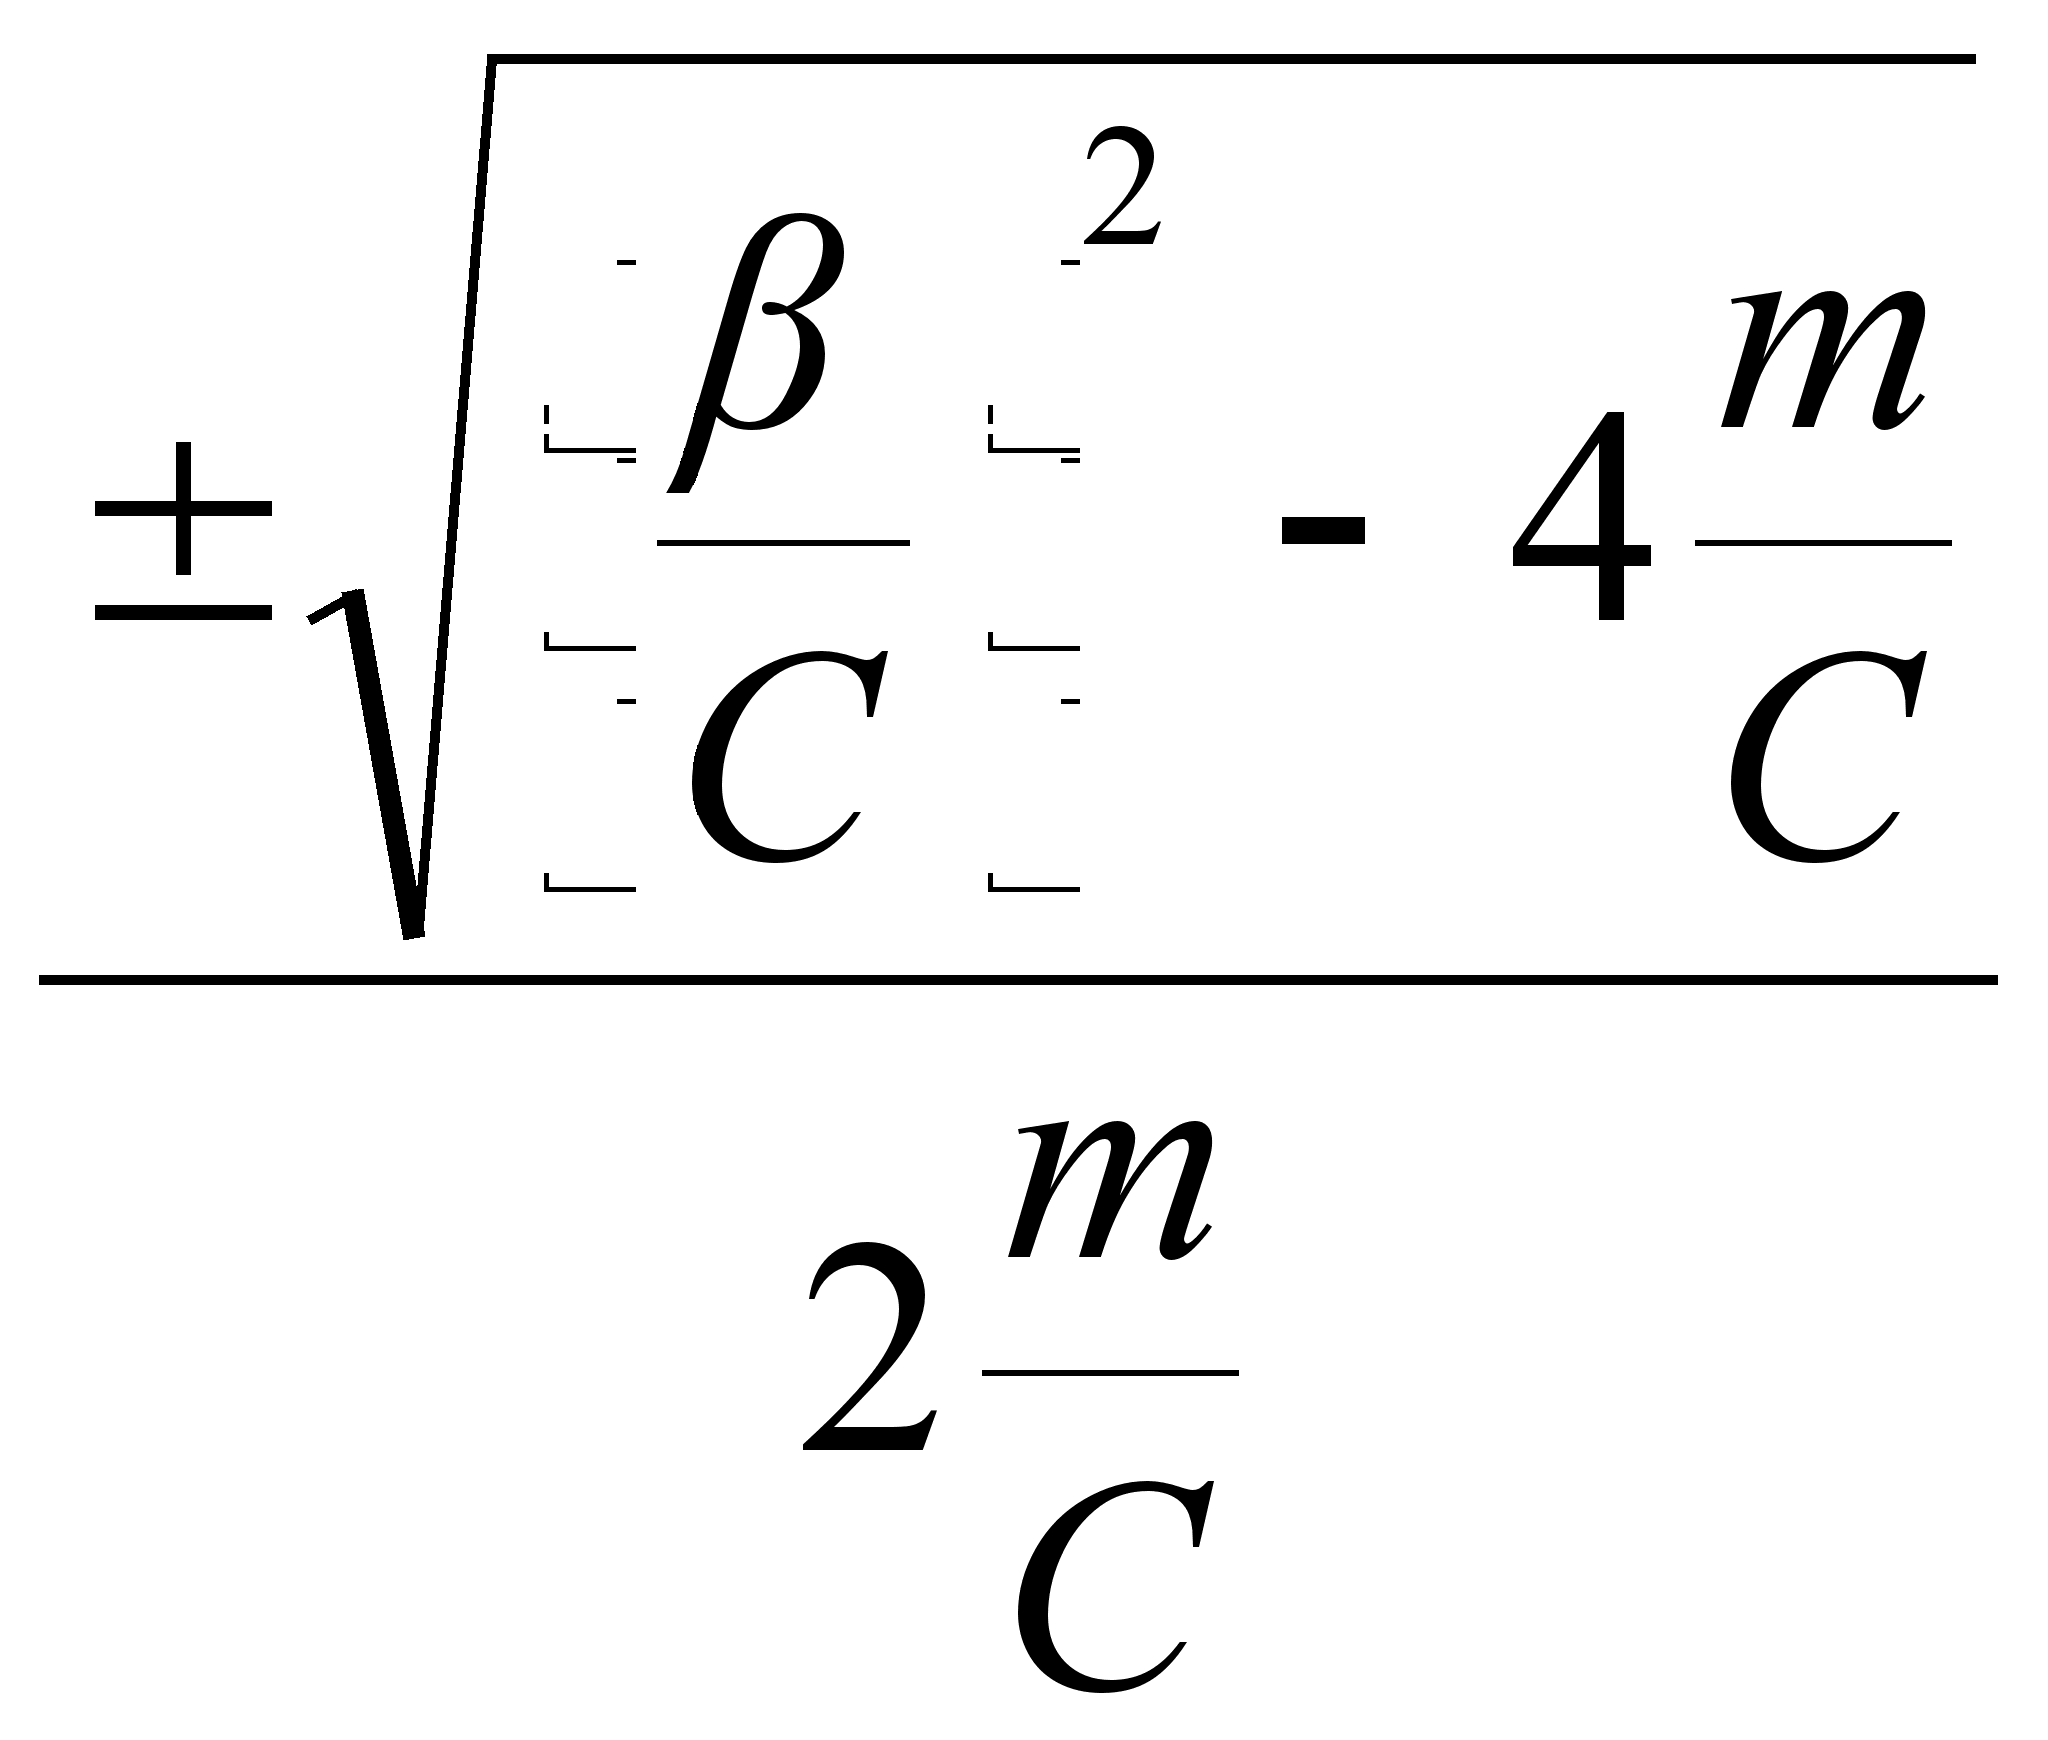 ± √ ( β / C )² - 4 m / C
2 m / C